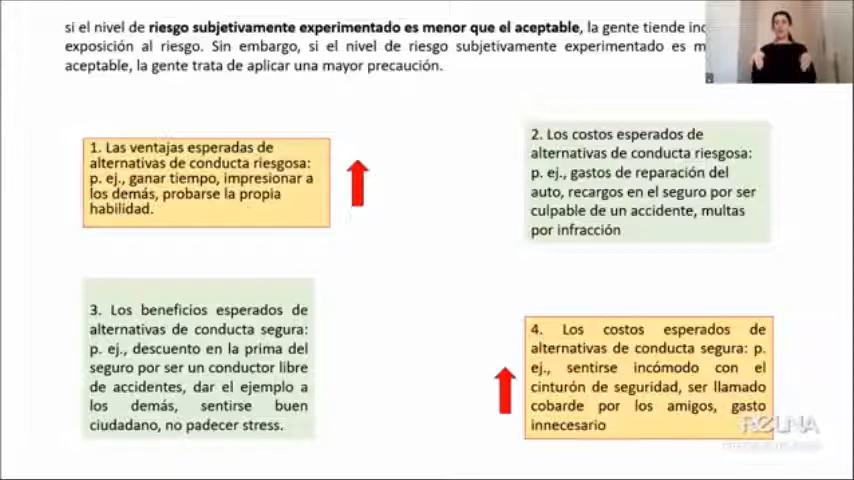 si el nivel de riesgo subjetivamente experimentado es menor que el aceptable, la gente tiende
exposición al riesgo. Sin embargo, si el nivel de riesgo subjetivamente experimentado es
aceptable, la gente trata de aplicar una mayor precaución.
1. Las ventajas esperadas de
alternativas de conducta riesgosa:
p. ej., ganar tiempo, impresionar a
los demás, probarse la propia
habilidad.
2. Los costos esperados de
alternativas de conducta riesgosa:
p. ej., gastos de reparación del
auto, recargos en el seguro por ser
culpable de un accidente, multas
por infracción
3. Los beneficios esperados de
alternativas de conducta segura:
p. ej., descuento en la prima del
seguro por ser un conductor libre
de accidentes, dar el ejemplo a
los demás, sentirse buen
ciudadano, no padecer stress.
4. Los costos esperados de
alternativas de conducta segura: p.
ej., sentirse incómodo con el
cinturón de seguridad, ser llamado
cobarde por los amigos, gasto
innecesario